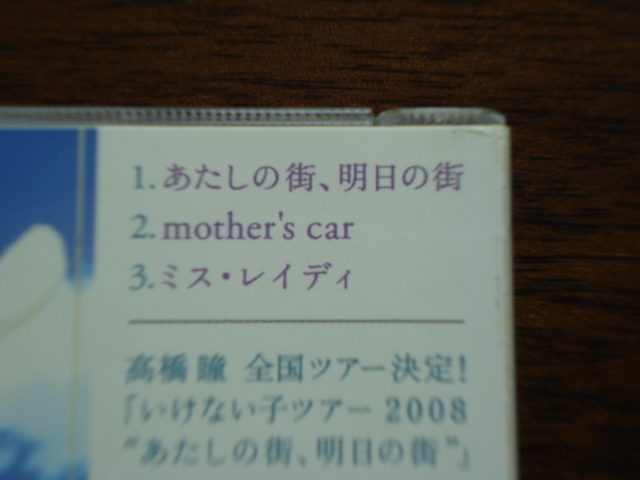 1.あたしの街、明日の街
2.mother's car
3.ミス・レイディ
髙橋瞳 全国ツアー決定!
『いけない子ツアー 2008
"あたしの街、明日の街"』